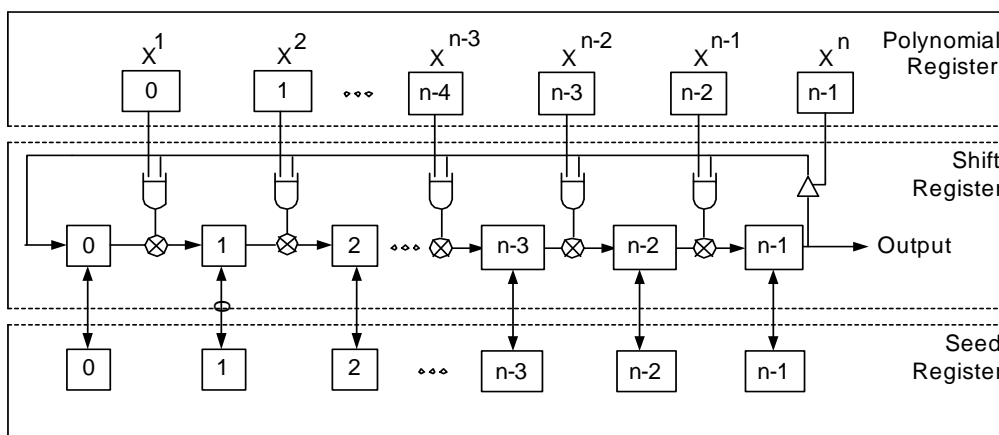 X1 X2 Xn-3 Xn-2 Xn-1 Xn Polynomial
Register
0 1 n-4 n-3 n-2 n-1
Shift
Register
0 1 2 n-3 n-2 n-1 Output
Seed
Register
0 1 2 n-3 n-2 n-1